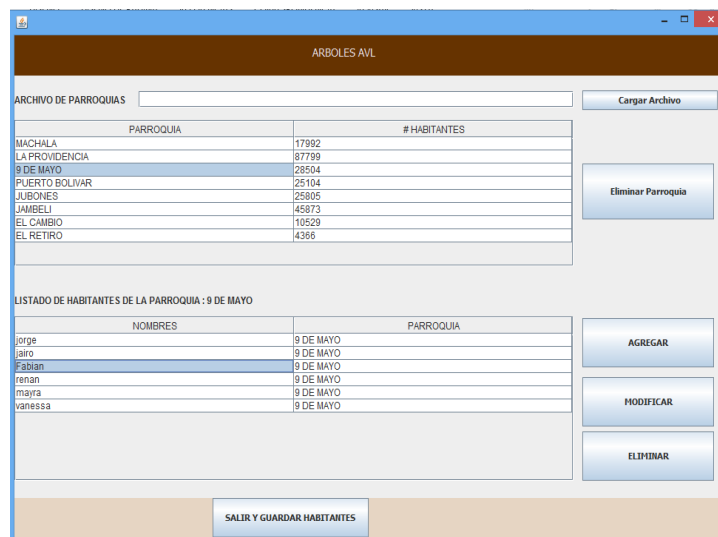 ARBOLES AVL
ARCHIVO DE PARROQUIAS Cargar Archivo
PARROQUIA # HABITANTES
MACHALA 17992
LA PROVIDENCIA 87799
9 DE MAYO 28504
PUERTO BOLIVAR 25104
JUBONES 25805
JAMBELI 45873
EL CAMBIO 10529
EL RETIRO 4366
Eliminar Parroquia
LISTADO DE HABITANTES DE LA PARROQUIA : 9 DE MAYO
NOMBRES PARROQUIA
jorge 9 DE MAYO
jairo 9 DE MAYO
Fabian 9 DE MAYO
renan 9 DE MAYO
mayra 9 DE MAYO
vanessa 9 DE MAYO
AGREGAR
MODIFICAR
ELIMINAR
SALIR Y GUARDAR HABITANTES